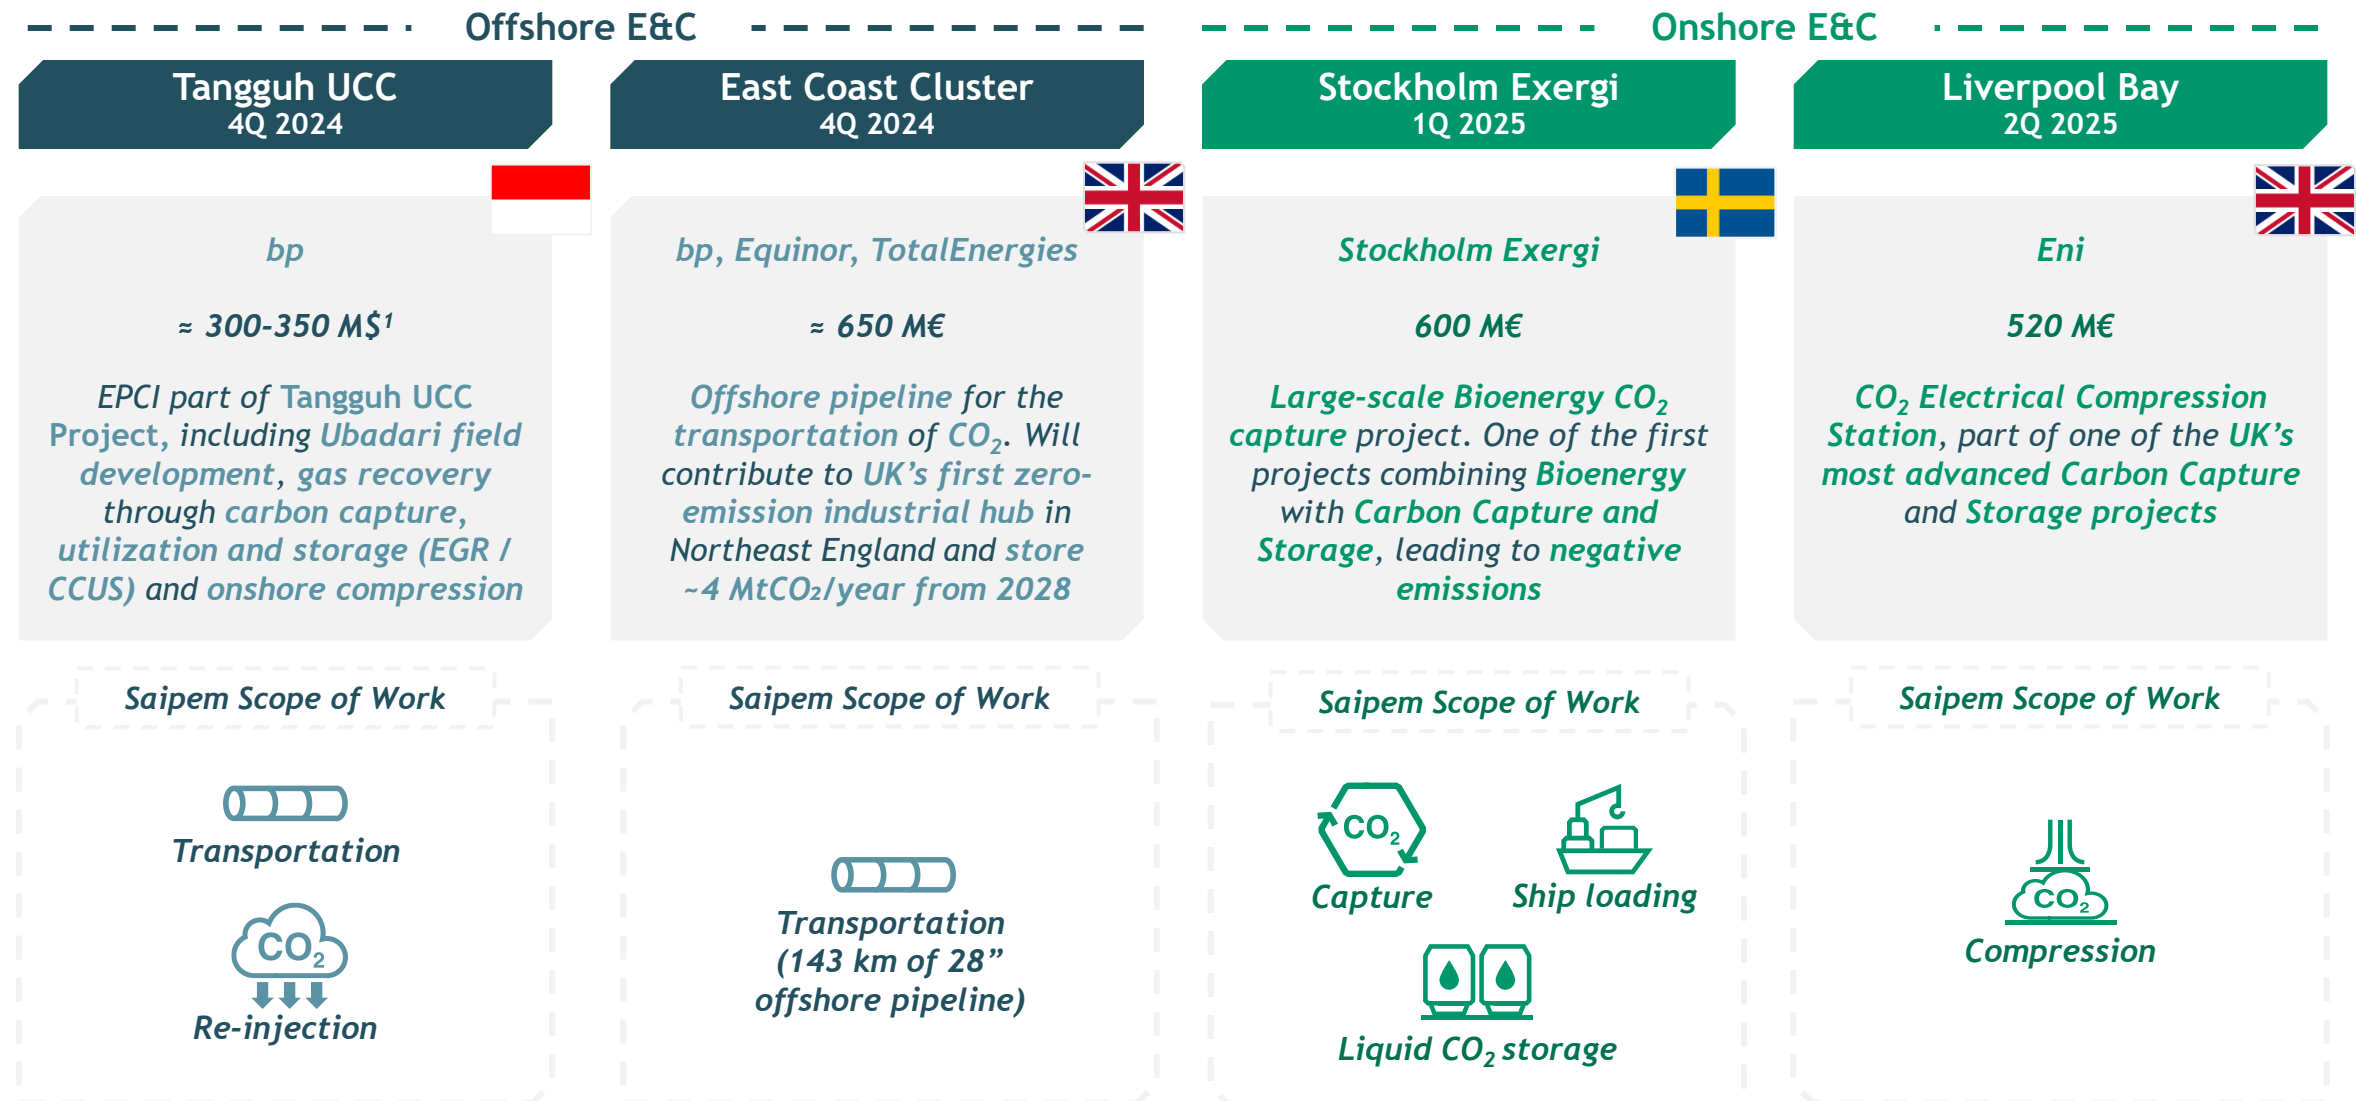 Offshore E&C
Onshore E&C
Tangguh UCC
4Q 2024
bp
≈ 300-350 M$¹
EPCI part of Tangguh UCC
Project, including Ubadari field
development, gas recovery
through carbon capture,
utilization and storage (EGR /
CCUS) and onshore compression
Saipem Scope of Work
Transportation
CO₂
Re-injection
East Coast Cluster
4Q 2024
bp, Equinor, TotalEnergies
≈ 650 M€
Offshore pipeline for the
transportation of CO₂. Will
contribute to UK’s first zero-
emission industrial hub in
Northeast England and store
~4 MtCO₂/year from 2028
Saipem Scope of Work
Transportation
(143 km of 28”
offshore pipeline)
Stockholm Exergi
1Q 2025
Stockholm Exergi
600 M€
Large-scale Bioenergy CO₂
capture project. One of the first
projects combining Bioenergy
with Carbon Capture and
Storage, leading to negative
emissions
Saipem Scope of Work
CO₂
Capture
Ship loading
Liquid CO₂ storage
Liverpool Bay
2Q 2025
Eni
520 M€
CO₂ Electrical Compression
Station, part of one of the UK’s
most advanced Carbon Capture
and Storage projects
Saipem Scope of Work
CO₂
Compression